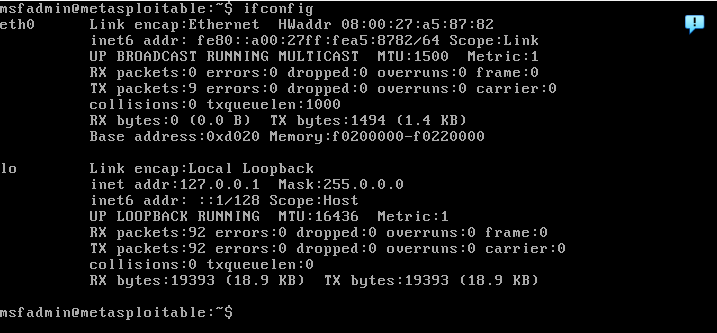 msfadmin@metasploitable:~$ ifconfig
eth0      Link encap:Ethernet  HWaddr 08:00:27:a5:87:82
          inet6 addr: fe80::a00:27ff:fea5:8782/64 Scope:Link
          UP BROADCAST RUNNING MULTICAST  MTU:1500  Metric:1
          RX packets:0 errors:0 dropped:0 overruns:0 frame:0
          TX packets:9 errors:0 dropped:0 overruns:0 carrier:0
          collisions:0 txqueuelen:1000
          RX bytes:0 (0.0 B)  TX bytes:1494 (1.4 KB)
          Base address:0xd020 Memory:f0200000-f0220000
lo        Link encap:Local Loopback
          inet addr:127.0.0.1  Mask:255.0.0.0
          inet6 addr: ::1/128 Scope:Host
          UP LOOPBACK RUNNING  MTU:16436  Metric:1
          RX packets:92 errors:0 dropped:0 overruns:0 frame:0
          TX packets:92 errors:0 dropped:0 overruns:0 carrier:0
          collisions:0 txqueuelen:0
          RX bytes:19393 (18.9 KB)  TX bytes:19393 (18.9 KB)
msfadmin@metasploitable:~$